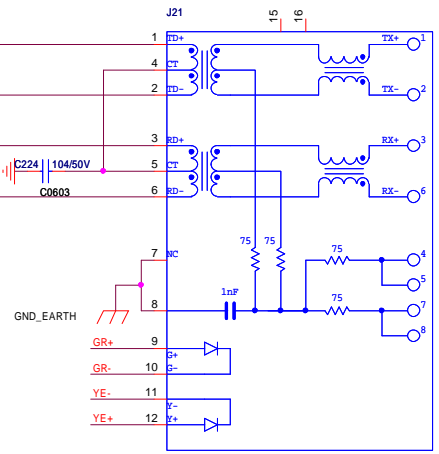 J21
15
16
1 TD+ TX+ 1
4 CT
2 TD- TX- 2
3 RD+ RX+ 3
C224 104/50V 5 CT
C0603 6 RD- RX- 6
75 75
7 NC 75 4
5
1nF
8 75 7
GND_EARTH
8
GR+ 9 G+
GR- 10 G-
YE- 11 Y-
YE+ 12 Y+